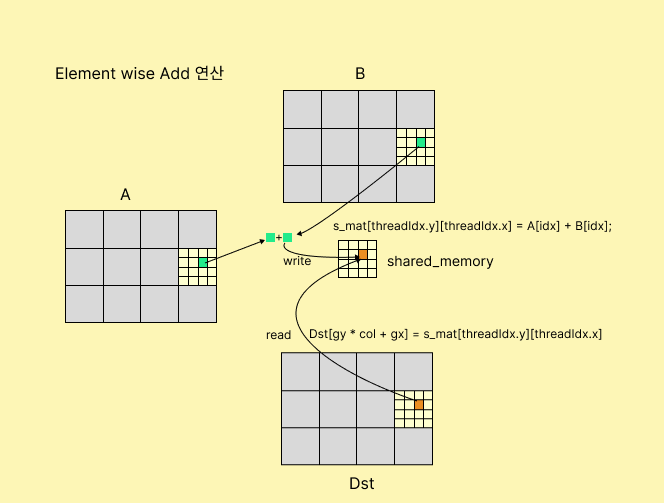 Element wise Add 연산
B
A
s_mat[threadIdx.y][threadIdx.x] = A[idx] + B[idx];
+
write
shared_memory
read
Dst[gy * col + gx] = s_mat[threadIdx.y][threadIdx.x]
Dst